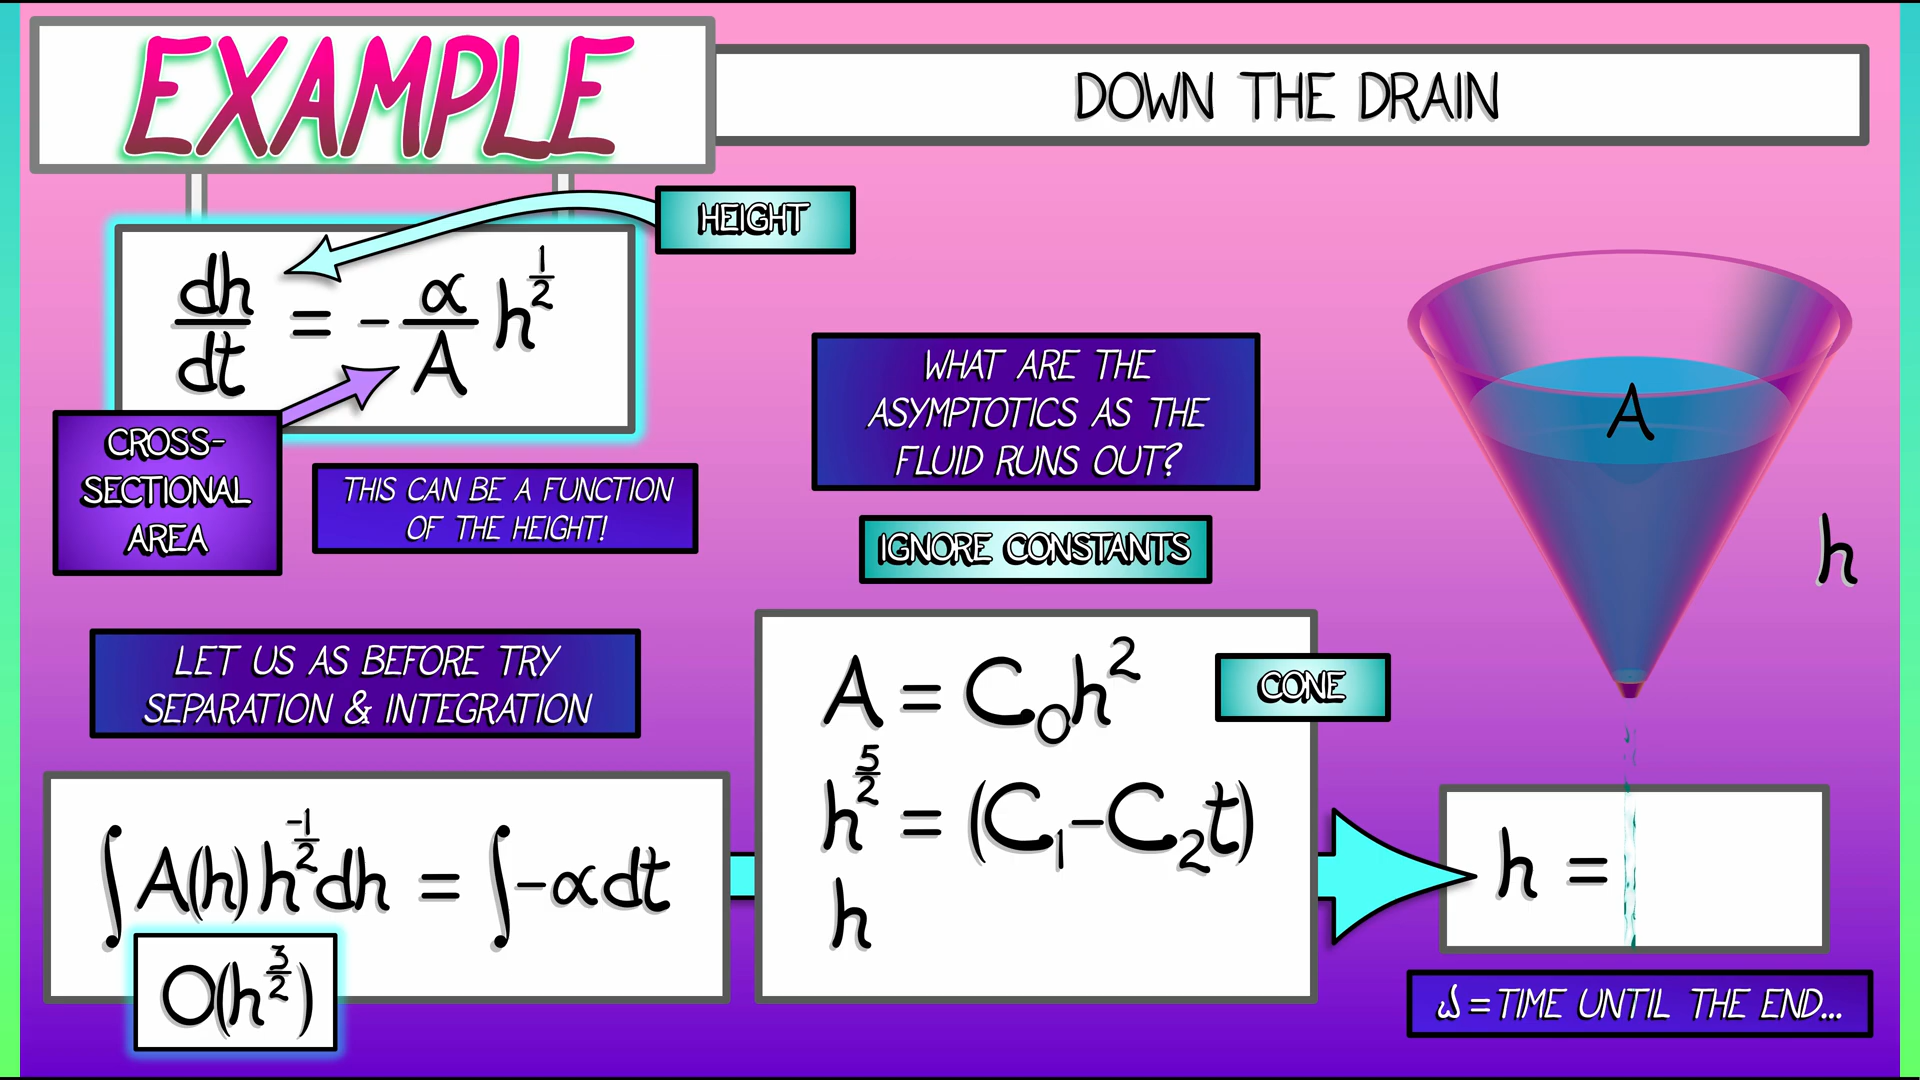 EXAMPLE
DOWN THE DRAIN
HEIGHT
dh/dt = -α/A h^1/2
CROSS-
SECTIONAL
AREA
THIS CAN BE A FUNCTION
OF THE HEIGHT!
WHAT ARE THE
ASYMPTOTICS AS THE
FLUID RUNS OUT?
IGNORE CONSTANTS
A
h
LET US AS BEFORE TRY
SEPARATION & INTEGRATION
∫A(h)h^-1/2 dh = ∫-αdt
O(h^3/2)
A = C₀h²
CONE
h^5/2 = (C₁-C₂t)
h
h =
= TIME UNTIL THE END...